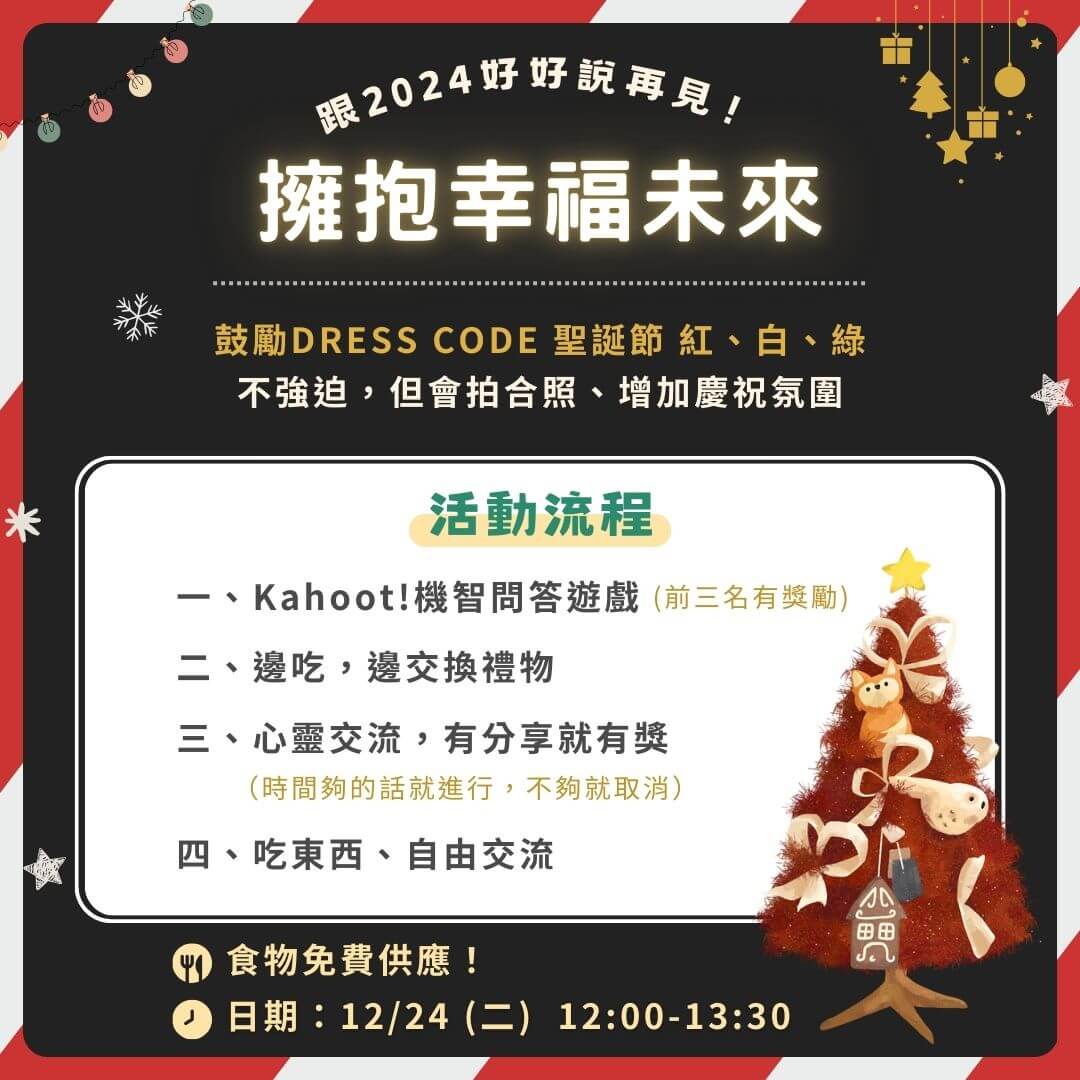 跟2024好好說再見！
擁抱幸福未來
鼓勵DRESS CODE 聖誕節 紅、白、綠
不強迫，但會拍合照、增加慶祝氛圍
活動流程
一、Kahoot!機智問答遊戲 (前三名有獎勵)
二、邊吃，邊交換禮物
三、心靈交流，有分享就有獎
（時間夠的話就進行，不夠就取消）
四、吃東西、自由交流
食物免費供應！
日期：12/24 (二) 12:00-13:30